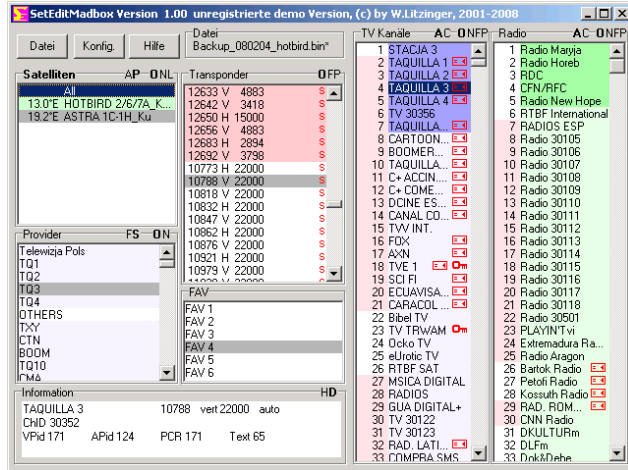 SetEditMadbox Version 1.00 unregistrierte demo Version, (c) by W.Litzinger, 2001-2008
Datei
Konfig.
Hilfe
Datei
Backup_080204_hotbird.bin*
Satelliten AP ONL
All
13.0°E HOTBIRD 2/6/7A_K...
19.2°E ASTRA 1C-1H_Ku
Transponder OFP
12633 V 4883 S
12642 V 3418 S
12650 H 15000 S
12656 V 4883 S
12683 H 2894 S
12692 V 3798 S
10773 H 22000 S
10788 V 22000 S
10818 V 22000 S
10832 H 22000 S
10847 V 22000 S
10862 H 22000 S
10876 V 22000 S
10921 H 22000 S
10979 V 22000 S
Provider FS ON
Telewizja Pols
TQ1
TQ2
TQ3
TQ4
OTHERS
TXY
CTN
BOOM
TQ10
CMA
FAV
FAV 1
FAV 2
FAV 3
FAV 4
FAV 5
FAV 6
Information HD
TAQUILLA 3 10788 vert 22000 auto
ChID 30352
VPid 171 APid 124 PCR 171 Text 65
TV Kanäle AC ONFP
1 STACJA 3
2 TAQUILLA 1
3 TAQUILLA 2
4 TAQUILLA 3
5 TAQUILLA 4
6 TV 30356
7 TAQUILLA...
8 CARTOON...
9 BOOMER...
10 TAQUILL...
11 C+ ACCIN...
12 C+ COME...
13 DCINE ES...
14 CANAL CO...
15 TVV INT.
16 FOX
17 AXN
18 TVE 1
19 SCI FI
20 ECUAVISA...
21 CARACOL...
22 Bibel TV
23 TV TRWAM
24 Ocko TV
25 eUrotic TV
26 RTBF SAT
27 MSICA DIGITAL
28 RADIOS
29 GUA DIGITAL+
30 TV 30122
31 TV 30123
32 RAD. LATI...
33 COMPRA SMS
Radio AC ONFP
1 Radio Maryja
2 Radio Horeb
3 RDC
4 CFN/RFC
5 Radio New Hope
6 RTBF International
7 RADIOS ESP
8 Radio 30105
9 Radio 30106
10 Radio 30107
11 Radio 30108
12 Radio 30109
13 Radio 30110
14 Radio 30111
15 Radio 30112
16 Radio 30113
17 Radio 30114
18 Radio 30115
19 Radio 30116
20 Radio 30117
21 Radio 30118
22 Radio 30501
23 PLAYIN'Tvi
24 Extremadura Ra...
25 Radio Aragon
26 Bartok Radio
27 Petofi Radio
28 Kossuth Radio
29 RAD. ROM...
30 CNN Radio
31 DKULTURm
32 DLFm
33 Dok&Debe